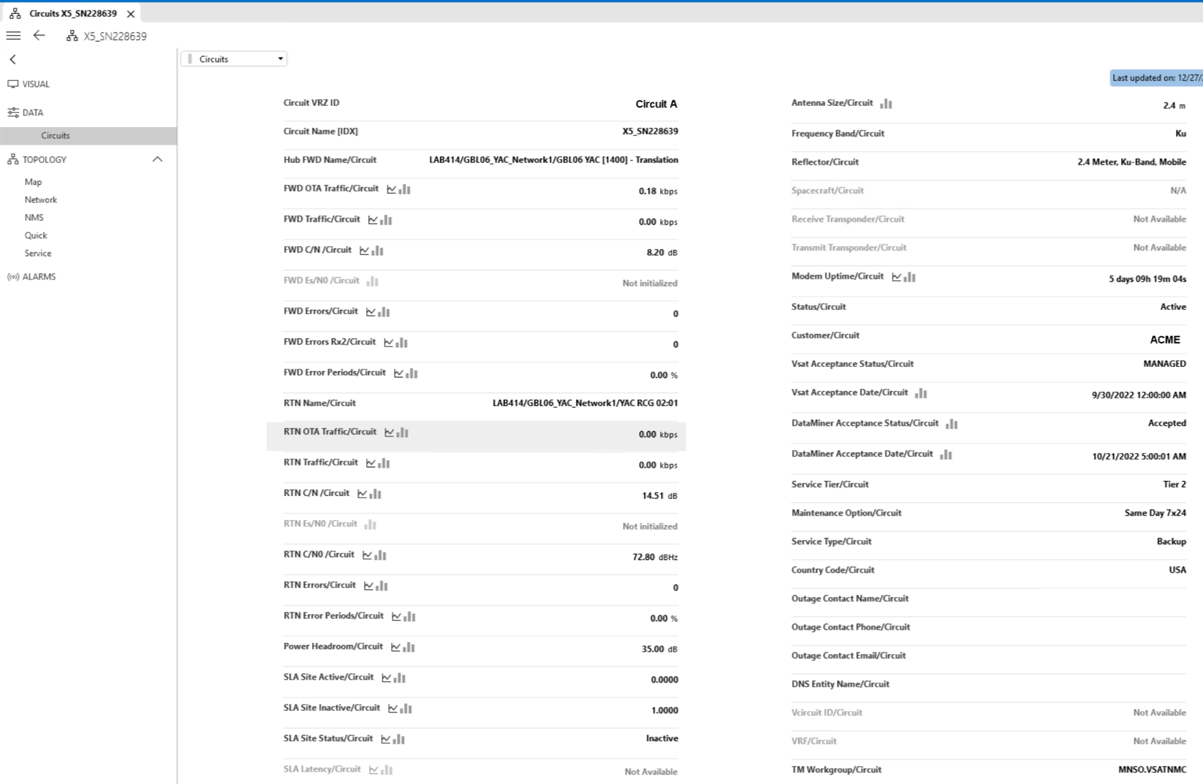 Circuits X5_SN228639
X5_SN228639
Circuits
VISUAL
DATA
Circuits
TOPOLOGY
Map
Network
NMS
Quick
Service
ALARMS
Last updated on: 12/27/
Circuit VRZ ID Circuit A
Circuit Name [IDX] X5_SN228639
Hub FWD Name/Circuit LAB414/GBL06_YAC_Network1/GBL06 YAC [1400] - Translation
FWD OTA Traffic/Circuit 0.18 kbps
FWD Traffic/Circuit 0.00 kbps
FWD C/N /Circuit 8.20 dB
FWD Es/N0 /Circuit Not initialized
FWD Errors/Circuit 0
FWD Errors Rx2/Circuit 0
FWD Error Periods/Circuit 0.00 %
RTN Name/Circuit LAB414/GBL06_YAC_Network1/YAC RCG 02:01
RTN OTA Traffic/Circuit 0.00 kbps
RTN Traffic/Circuit 0.00 kbps
RTN C/N /Circuit 14.51 dB
RTN Es/N0 /Circuit Not initialized
RTN C/N0 /Circuit 72.80 dBHz
RTN Errors/Circuit 0
RTN Error Periods/Circuit 0.00 %
Power Headroom/Circuit 35.00 dB
SLA Site Active/Circuit 0.0000
SLA Site Inactive/Circuit 1.0000
SLA Site Status/Circuit Inactive
SLA Latency/Circuit Not Available
Antenna Size/Circuit 2.4 m
Frequency Band/Circuit Ku
Reflector/Circuit 2.4 Meter, Ku-Band, Mobile
Spacecraft/Circuit N/A
Receive Transponder/Circuit Not Available
Transmit Transponder/Circuit Not Available
Modem Uptime/Circuit 5 days 09h 19m 04s
Status/Circuit Active
Customer/Circuit ACME
Vsat Acceptance Status/Circuit MANAGED
Vsat Acceptance Date/Circuit 9/30/2022 12:00:00 AM
DataMiner Acceptance Status/Circuit Accepted
DataMiner Acceptance Date/Circuit 10/21/2022 5:00:01 AM
Service Tier/Circuit Tier 2
Maintenance Option/Circuit Same Day 7x24
Service Type/Circuit Backup
Country Code/Circuit USA
Outage Contact Name/Circuit
Outage Contact Phone/Circuit
Outage Contact Email/Circuit
DNS Entity Name/Circuit
Vcircuit ID/Circuit Not Available
VRF/Circuit Not Available
TM Workgroup/Circuit MNSO.VSATNMC